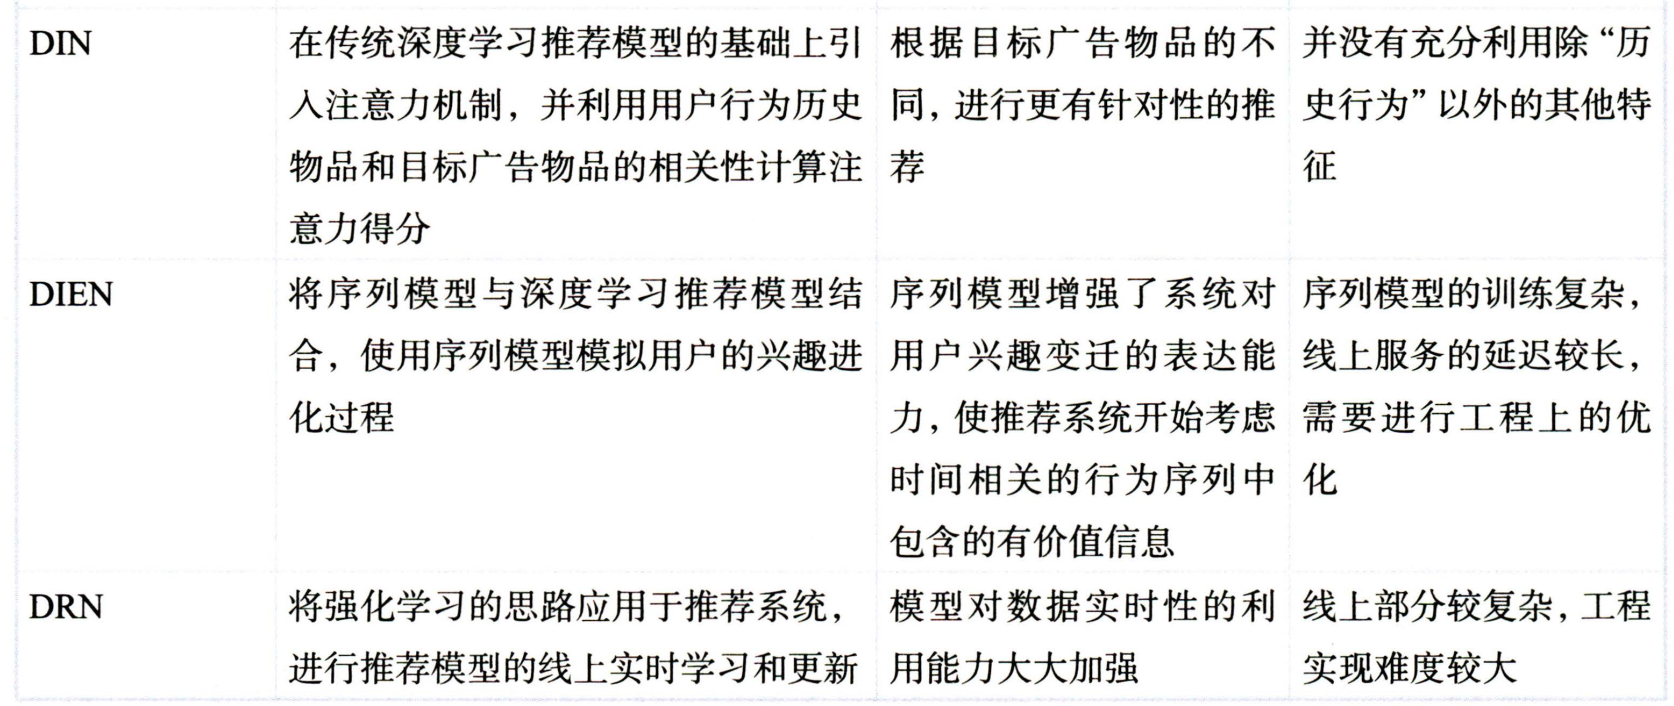 DIN
在传统深度学习推荐模型的基础上引
入注意力机制，并利用用户行为历史
物品和目标广告物品的相关性计算注
意力得分
根据目标广告物品的不
同，进行更有针对性的推
荐
并没有充分利用除“历
史行为”以外的其他特
征
DIEN
将序列模型与深度学习推荐模型结
合，使用序列模型模拟用户的兴趣进
化过程
序列模型增强了系统对
用户兴趣变迁的表达能
力，使推荐系统开始考虑
时间相关的行为序列中
包含的有价值信息
序列模型的训练复杂，
线上服务的延迟较长，
需要进行工程上的优
化
DRN
将强化学习的思路应用于推荐系统，
进行推荐模型的线上实时学习和更新
模型对数据实时性的利
用能力大大加强
线上部分较复杂，工程
实现难度较大